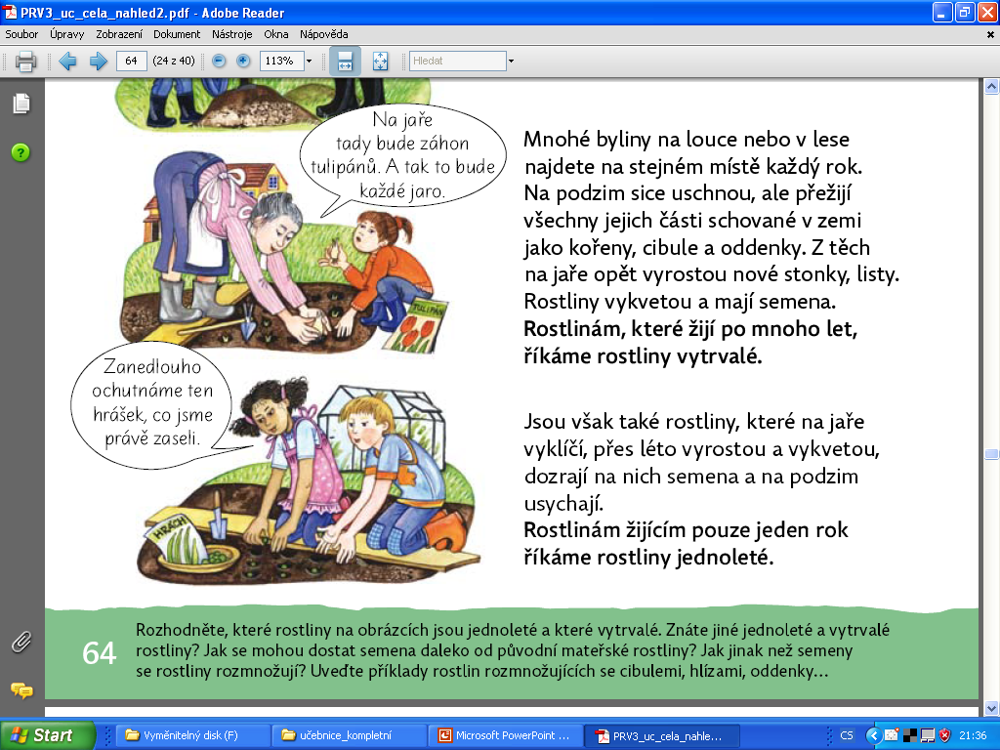 PRV3_uc_cela_nahled2.pdf - Adobe Reader
Soubor Úpravy Zobrazení Dokument Nástroje Okna Nápověda
64 (24 z 40) 113% Hledat
Na jaře
tady bude záhon
tulipánů. A tak to bude
každé jaro.
TULIPÁN
Mnohé byliny na louce nebo v lese
najdete na stejném místě každý rok.
Na podzim sice uschnou, ale přežijí
všechny jejich části schované v zemi
jako kořeny, cibule a oddenky. Z těch
na jaře opět vyrostou nové stonky, listy.
Rostliny vykvetou a mají semena.
Rostlinám, které žijí po mnoho let,
říkáme rostliny vytrvalé.
Zanedlouho
ochutnáme ten
hrášek, co jsme
právě zaseli.
HRÁCH
Jsou však také rostliny, které na jaře
vyklíčí, přes léto vyrostou a vykvetou,
dozrají na nich semena a na podzim
usychají.
Rostlinám žijícím pouze jeden rok
říkáme rostliny jednoleté.
64
Rozhodněte, které rostliny na obrázcích jsou jednoleté a které vytrvalé. Znáte jiné jednoleté a vytrvalé
rostliny? Jak se mohou dostat semena daleko od původní mateřské rostliny? Jak jinak než semeny
se rostliny rozmnožují? Uveďte příklady rostlin rozmnožujících se cibulemi, hlízami, oddenky…
Start Vyměnitelný disk (F) učebnice_kompletní Microsoft PowerPoint ... PRV3_uc_cela_nahle... CS 21:36